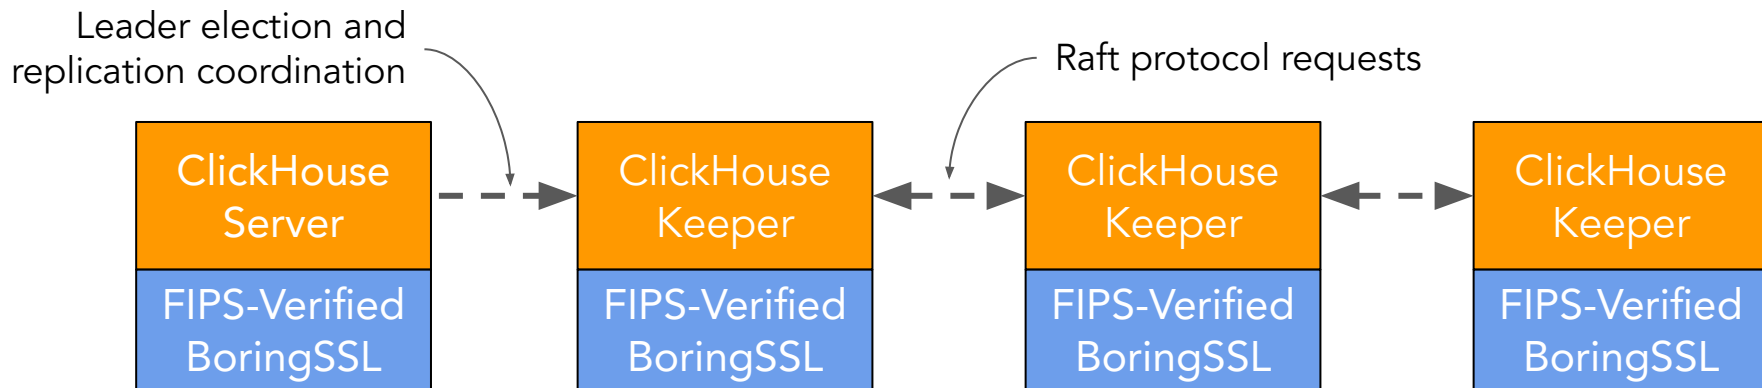 Leader election and
replication coordination
Raft protocol requests
ClickHouse
Server
FIPS-Verified
BoringSSL
ClickHouse
Keeper
FIPS-Verified
BoringSSL
ClickHouse
Keeper
FIPS-Verified
BoringSSL
ClickHouse
Keeper
FIPS-Verified
BoringSSL